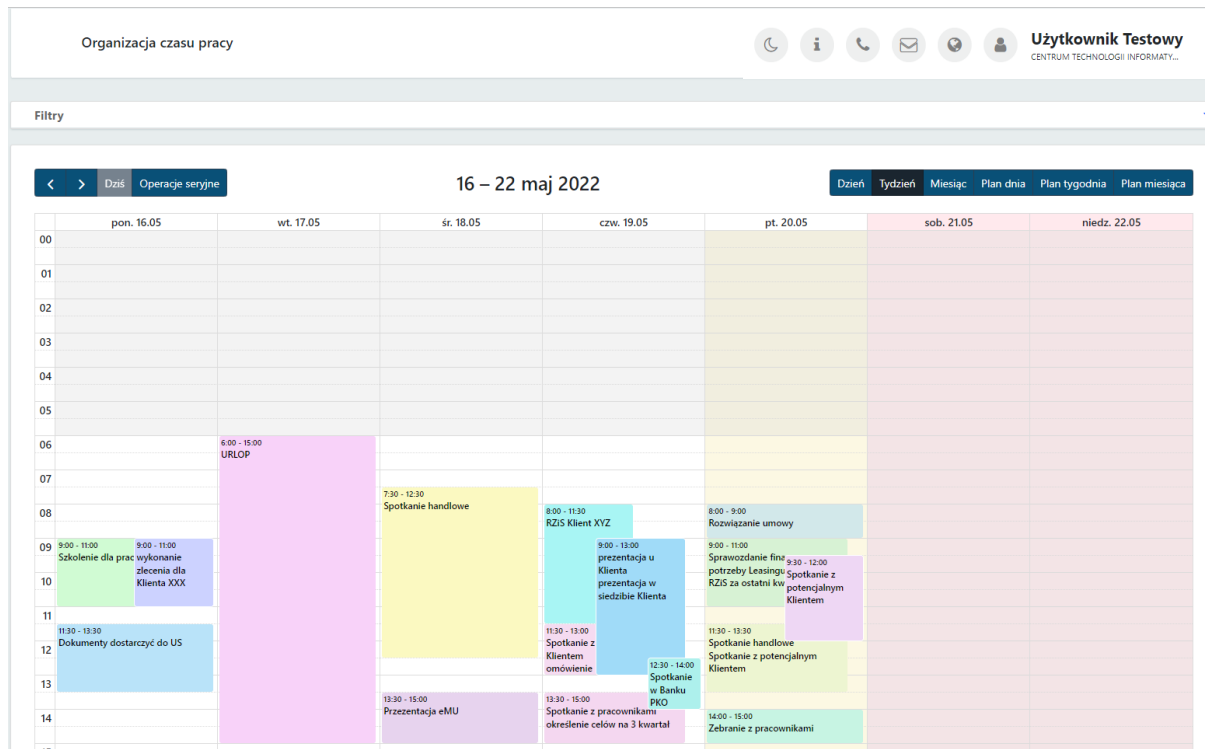 Organizacja czasu pracy
Użytkownik Testowy
CENTRUM TECHNOLOGII INFORMATY...
Filtry
Dziś Operacje seryjne
16 – 22 maj 2022
Dzień Tydzień Miesiąc Plan dnia Plan tygodnia Plan miesiąca
pon. 16.05 wt. 17.05 śr. 18.05 czw. 19.05 pt. 20.05 sob. 21.05 niedz. 22.05
00
01
02
03
04
05
06
07
08
09
10
11
12
13
14
9:00 - 11:00
Szkolenie dla prac
9:00 - 11:00
wykonanie
zlecenia dla
Klienta XXX
11:30 - 13:30
Dokumenty dostarczyć do US
6:00 - 15:00
URLOP
7:30 - 12:30
Spotkanie handlowe
13:30 - 15:00
Przezentacja eMU
8:00 - 11:30
RZiS Klient XYZ
9:00 - 13:00
prezentacja u
Klienta
prezentacja w
siedzibie Klienta
11:30 - 13:00
Spotkanie z
Klientem
omówienie
12:30 - 14:00
Spotkanie
w Banku
PKO
13:30 - 15:00
Spotkanie z pracownikami
określenie celów na 3 kwartał
8:00 - 9:00
Rozwiązanie umowy
9:00 - 11:00
Sprawozdanie fina
potrzeby Leasingu
RZiS za ostatni kw
9:30 - 12:00
Spotkanie z
potencjalnym
Klientem
11:30 - 13:30
Spotkanie handlowe
Spotkanie z potencjalnym
Klientem
14:00 - 15:00
Zebranie z pracownikami